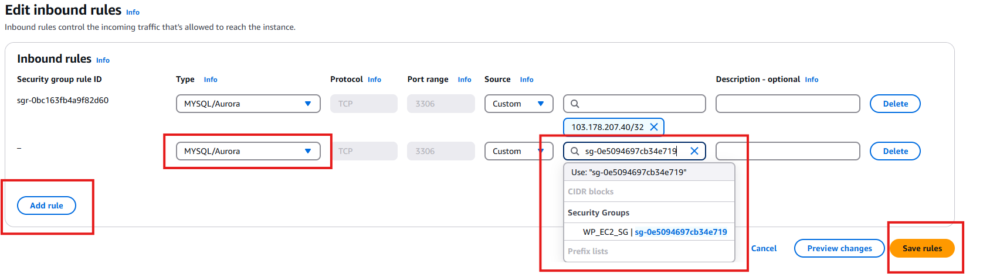 Edit inbound rules Info
Inbound rules control the incoming traffic that's allowed to reach the instance.
Inbound rules Info
Security group rule ID Type Info Protocol Info Port range Info Source Info Description - optional Info
sgr-0bc163fb4a9f82d60 MYSQL/Aurora TCP 3306 Custom Delete
103.178.207.40/32
– MYSQL/Aurora TCP 3306 Custom sg-0e5094697cb34e719 Delete
Use: "sg-0e5094697cb34e719"
CIDR blocks
Add rule
Security Groups
WP_EC2_SG | sg-0e5094697cb34e719
Prefix lists
Cancel Preview changes Save rules